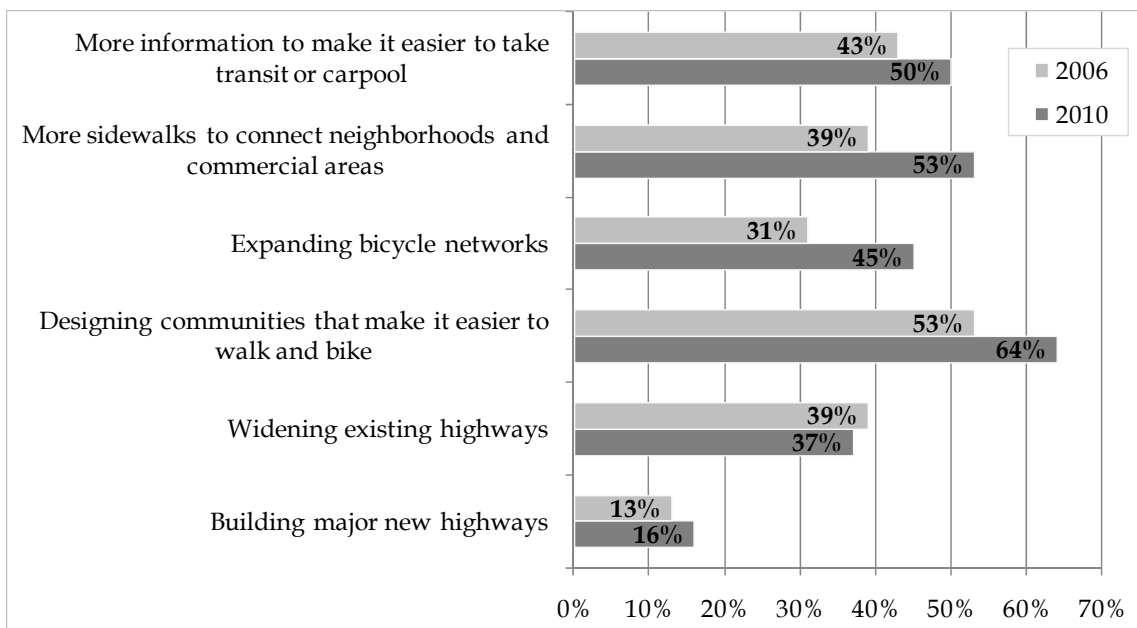 More information to make it easier to take
transit or carpool
43%
50%
More sidewalks to connect neighborhoods and
commercial areas
39%
53%
Expanding bicycle networks
31%
45%
Designing communities that make it easier to
walk and bike
53%
64%
Widening existing highways
39%
37%
Building major new highways
13%
16%
0% 10% 20% 30% 40% 50% 60% 70%
2006
2010